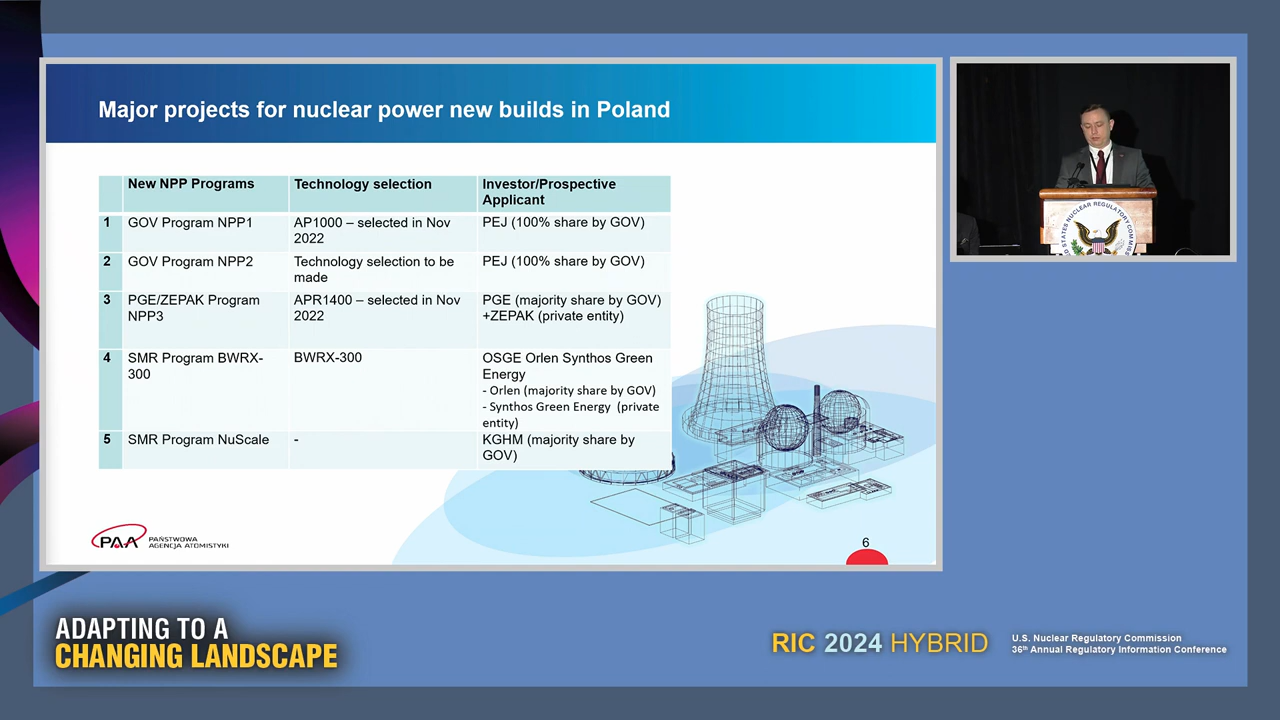 Major projects for nuclear power new builds in Poland
New NPP Programs
Technology selection
Investor/Prospective
Applicant
1
GOV Program NPP1
AP1000 – selected in Nov
2022
PEJ (100% share by GOV)
2
GOV Program NPP2
Technology selection to be
made
PEJ (100% share by GOV)
3
PGE/ZEPAK Program
NPP3
APR1400 – selected in Nov
2022
PGE (majority share by GOV)
+ZEPAK (private entity)
4
SMR Program BWRX-
300
BWRX-300
OSGE Orlen Synthos Green
Energy
- Orlen (majority share by GOV)
- Synthos Green Energy (private
entity)
5
SMR Program NuScale
-
KGHM (majority share by
GOV)
PAA
PAŃSTWOWA
AGENCJA ATOMISTYKI
6
STATES NUCLEAR REGULATORY
ADAPTING TO A
CHANGING LANDSCAPE
RIC 2024 HYBRID
U.S. Nuclear Regulatory Commission
36th Annual Regulatory Information Conference